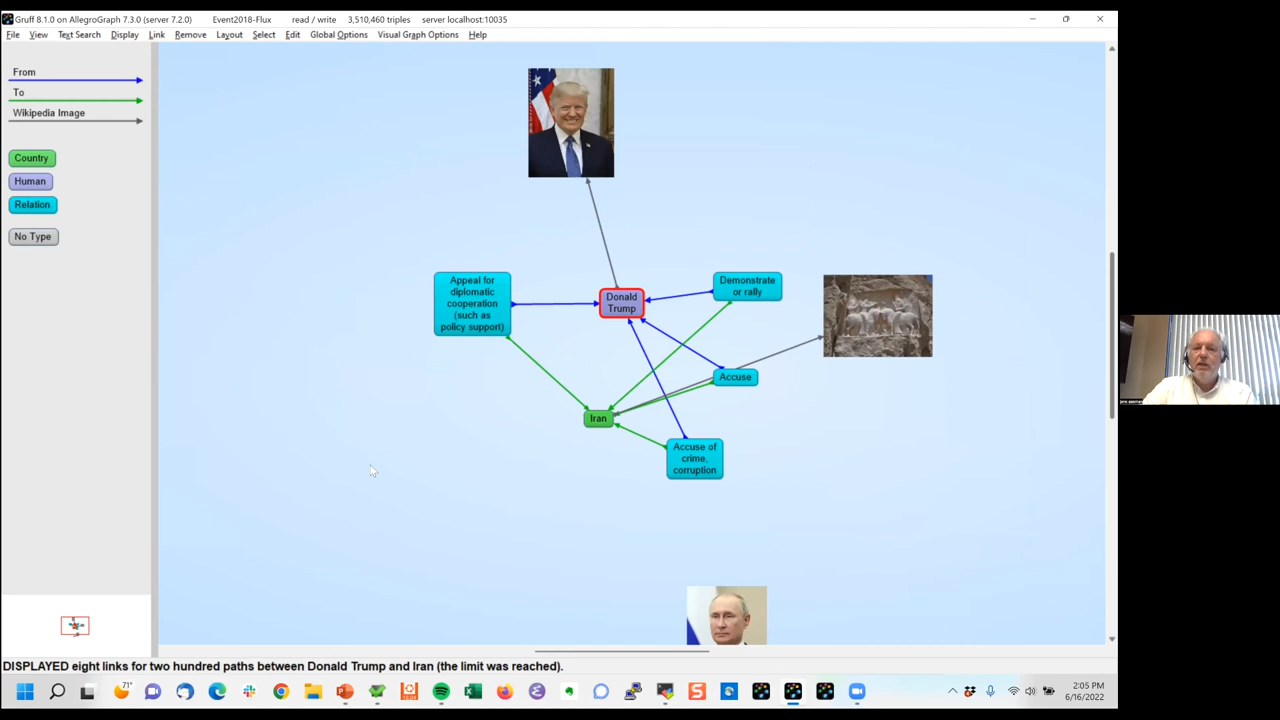 Gruff 8.1.0 on AllegroGraph 7.3.0 (server 7.2.0) Event2018-Flux read / write 3,510,460 triples server localhost:10035
File View Text Search Display Link Remove Layout Select Edit Global Options Visual Graph Options Help
From
To
Wikipedia Image
Country
Human
Relation
No Type
Appeal for
diplomatic
cooperation
(such as
policy support)
Donald
Trump
Demonstrate
or rally
Accuse
Iran
Accuse of
crime,
corruption
DISPLAYED eight links for two hundred paths between Donald Trump and Iran (the limit was reached).
71°
2:05 PM
6/16/2022